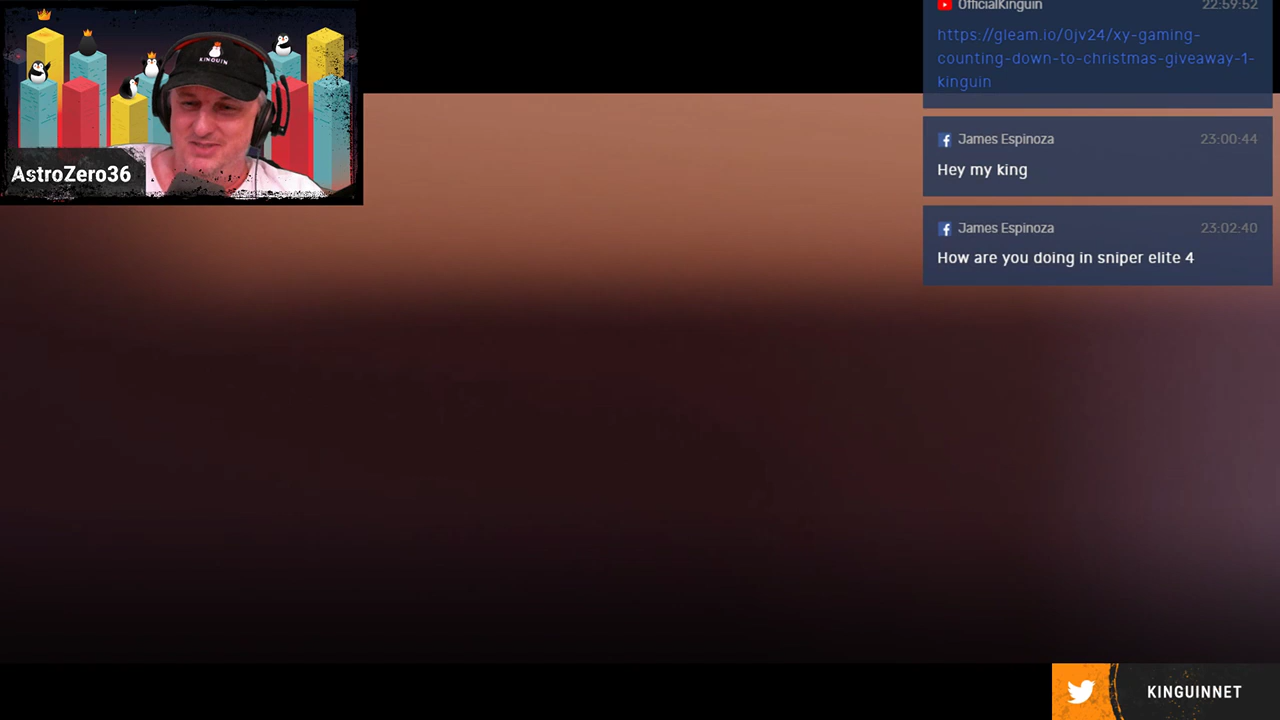 OfficialKinguin 22:59:52
https://gleam.io/0jv24/xy-gaming-
counting-down-to-christmas-giveaway-1-
kinguin
James Espinoza 23:00:44
Hey my king
James Espinoza 23:02:40
How are you doing in sniper elite 4
KINGUIN
AstroZero36
KINGUINNET